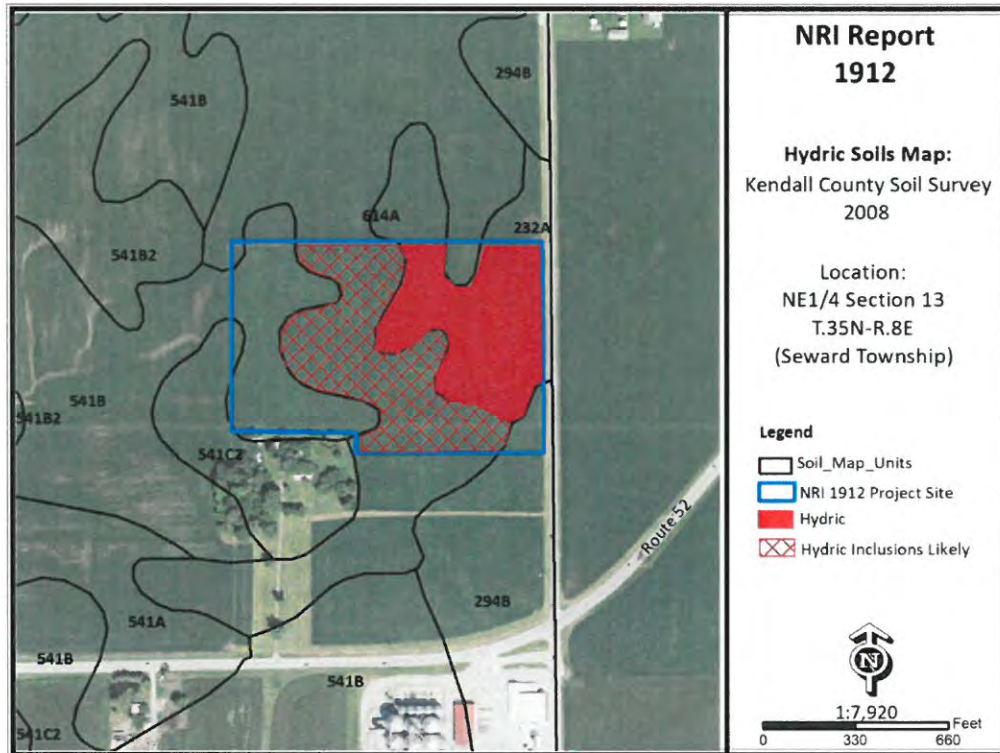 294B
541B
614A
232A
541B2
541B
541B2
541C2
Route 52
294B
541A
541B
541B
541C2
NRI Report
1912
Hydric Soils Map:
Kendall County Soil Survey
2008
Location:
NE1/4 Section 13
T.35N-R.8E
(Seward Township)
Legend
Soil_Map_Units
NRI 1912 Project Site
Hydric
Hydric Inclusions Likely
N
1:7,920
Feet
0 330 660